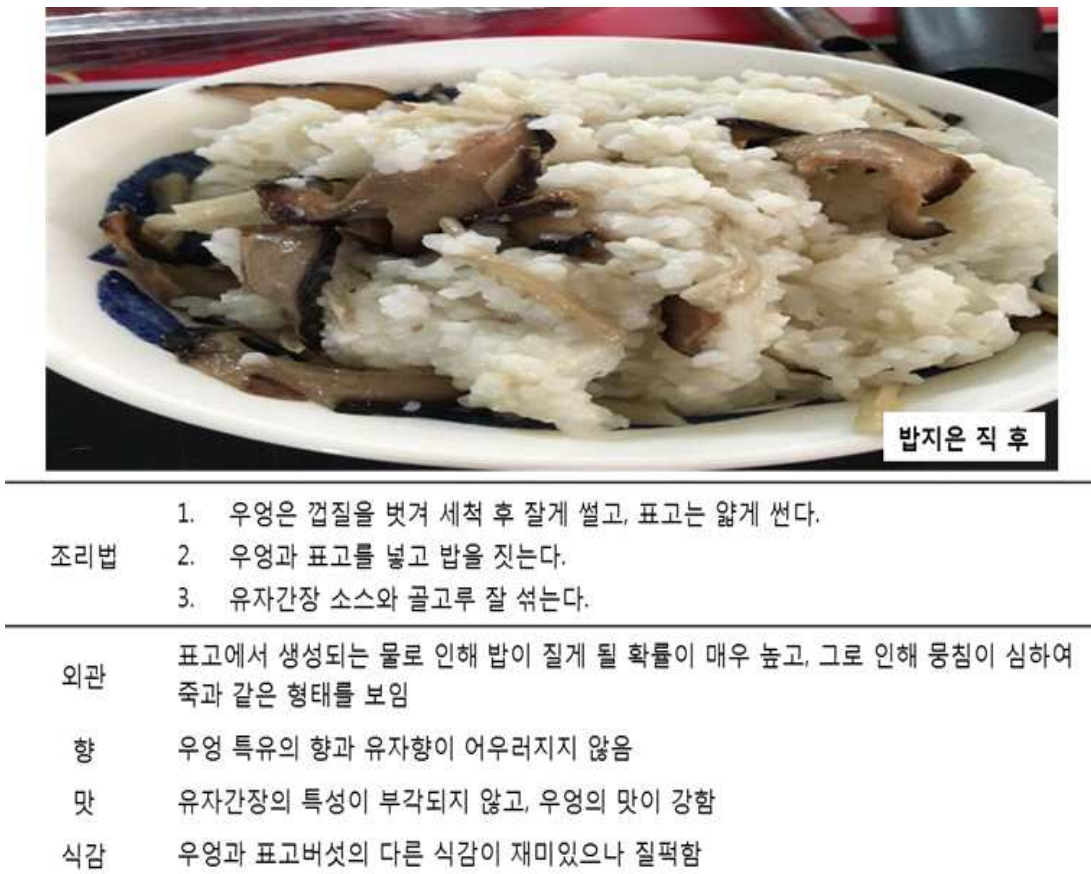 밥지은 직 후
조리법
1. 우엉은 껍질을 벗겨 세척 후 잘게 썰고, 표고는 얇게 썬다.
2. 우엉과 표고를 넣고 밥을 짓는다.
3. 유자간장 소스와 골고루 잘 섞는다.
외관
표고에서 생성되는 물로 인해 밥이 질게 될 확률이 매우 높고, 그로 인해 뭉침이 심하여
죽과 같은 형태를 보임
향
우엉 특유의 향과 유자향이 어우러지지 않음
맛
유자간장의 특성이 부각되지 않고, 우엉의 맛이 강함
식감
우엉과 표고버섯의 다른 식감이 재미있으나 질퍽함